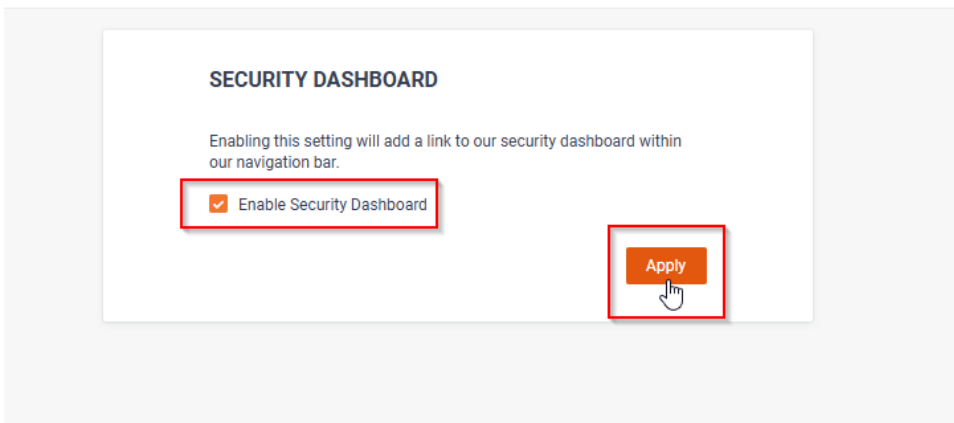 SECURITY DASHBOARD
Enabling this setting will add a link to our security dashboard within
our navigation bar.
Enable Security Dashboard
Apply